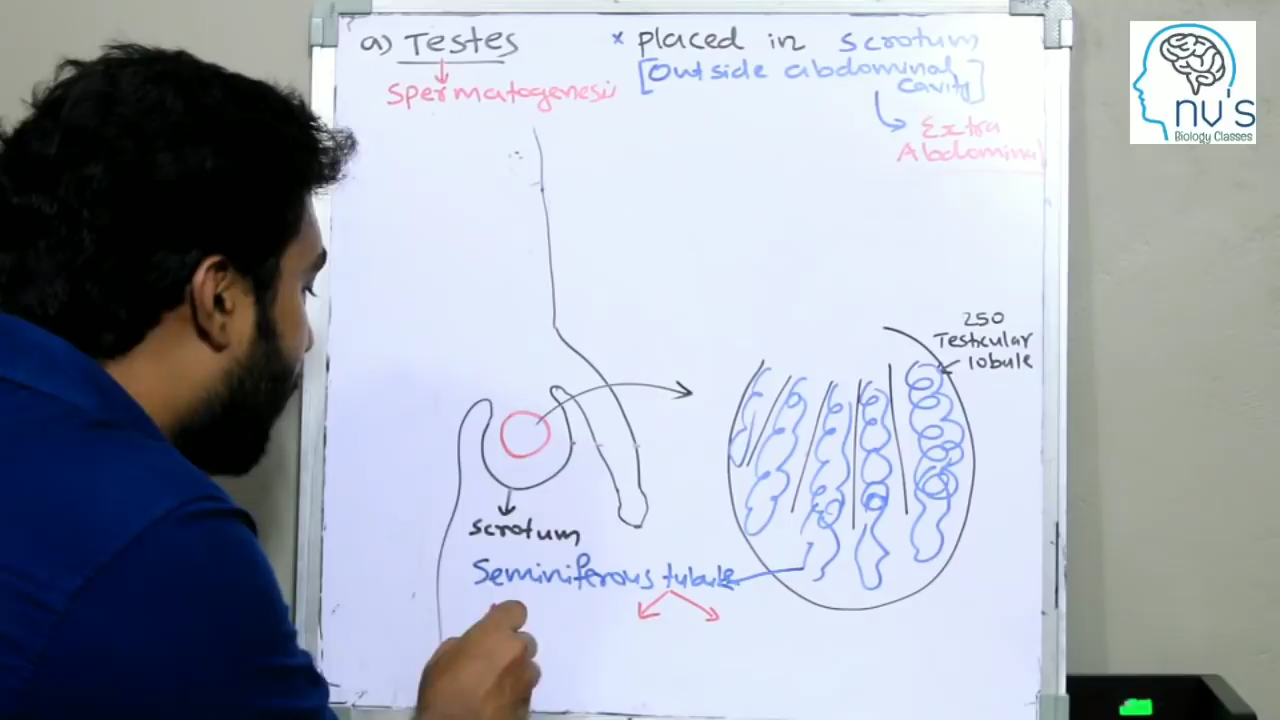 a) Testes
Spermatogenesis
× placed in scrotum
[Outside abdominal
cavity]
Extra
Abdominal
250
Testicular
lobule
scrotum
Seminiferous tubule
nv's
Biology Classes